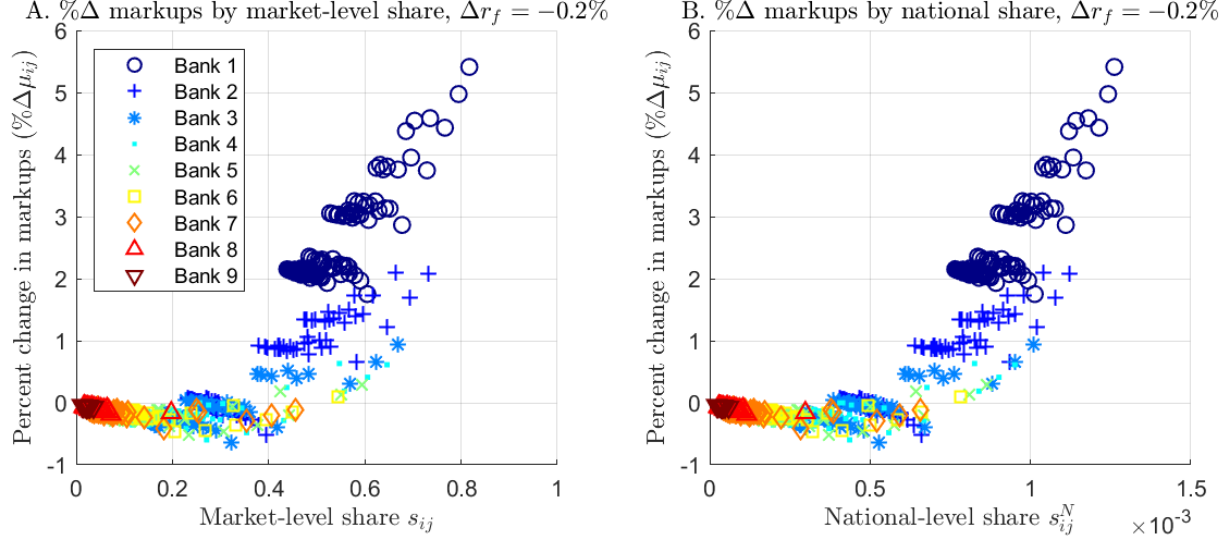 A. %Δ markups by market-level share, Δr_f = −0.2%
Percent change in markups (%Δμ_ij)
6
5
4
3
2
1
0
-1
Bank 1
Bank 2
Bank 3
Bank 4
Bank 5
Bank 6
Bank 7
Bank 8
Bank 9
0
0.2
0.4
0.6
0.8
1
Market-level share s_ij
B. %Δ markups by national share, Δr_f = −0.2%
Percent change in markups (%Δμ_ij)
6
5
4
3
2
1
0
-1
0
0.5
1
1.5
×10^-3
National-level share s_ij^N